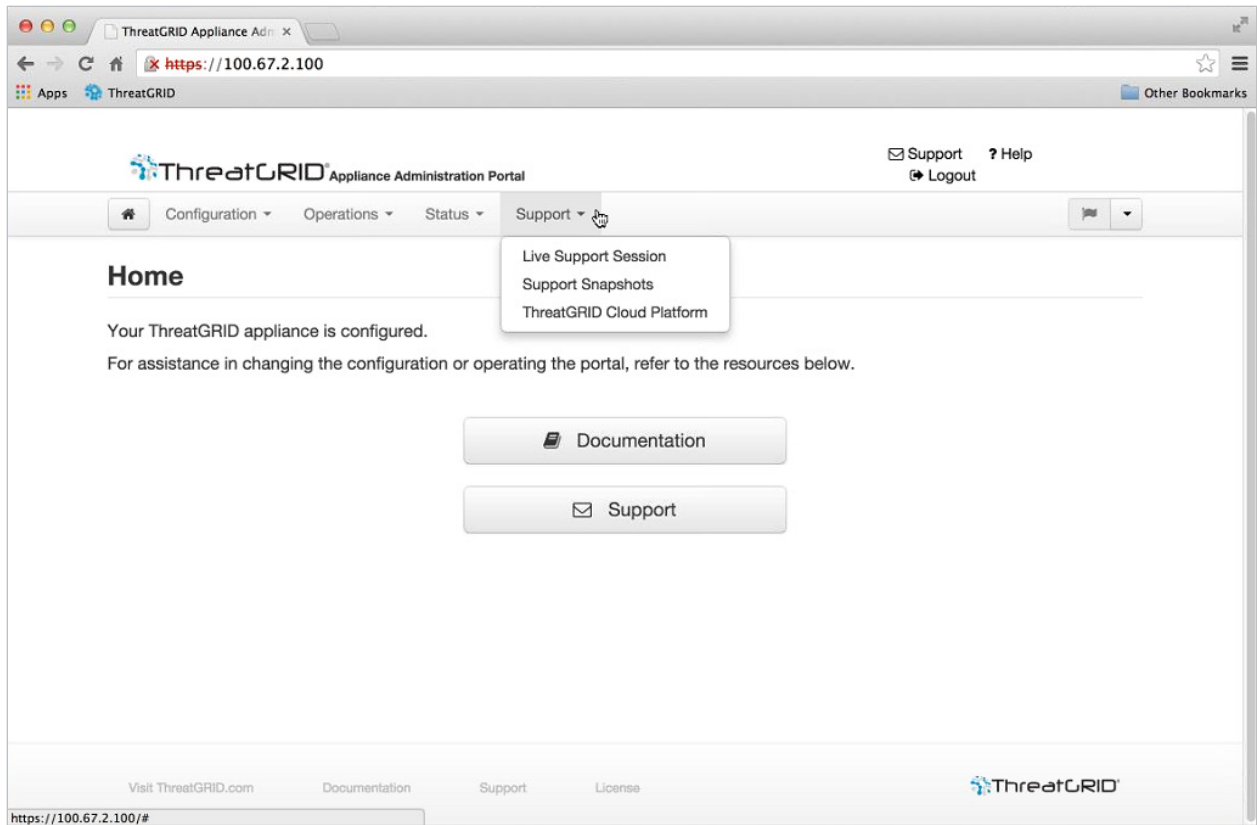 ThreatGRID Appliance Adn
https://100.67.2.100
Apps ThreatGRID Other Bookmarks
ThreatGRID® Appliance Administration Portal
Support ? Help
Logout
Configuration Operations Status Support
Live Support Session
Support Snapshots
ThreatGRID Cloud Platform
Home
Your ThreatGRID appliance is configured.
For assistance in changing the configuration or operating the portal, refer to the resources below.
Documentation
Support
Visit ThreatGRID.com Documentation Support License ThreatGRID
https://100.67.2.100/#